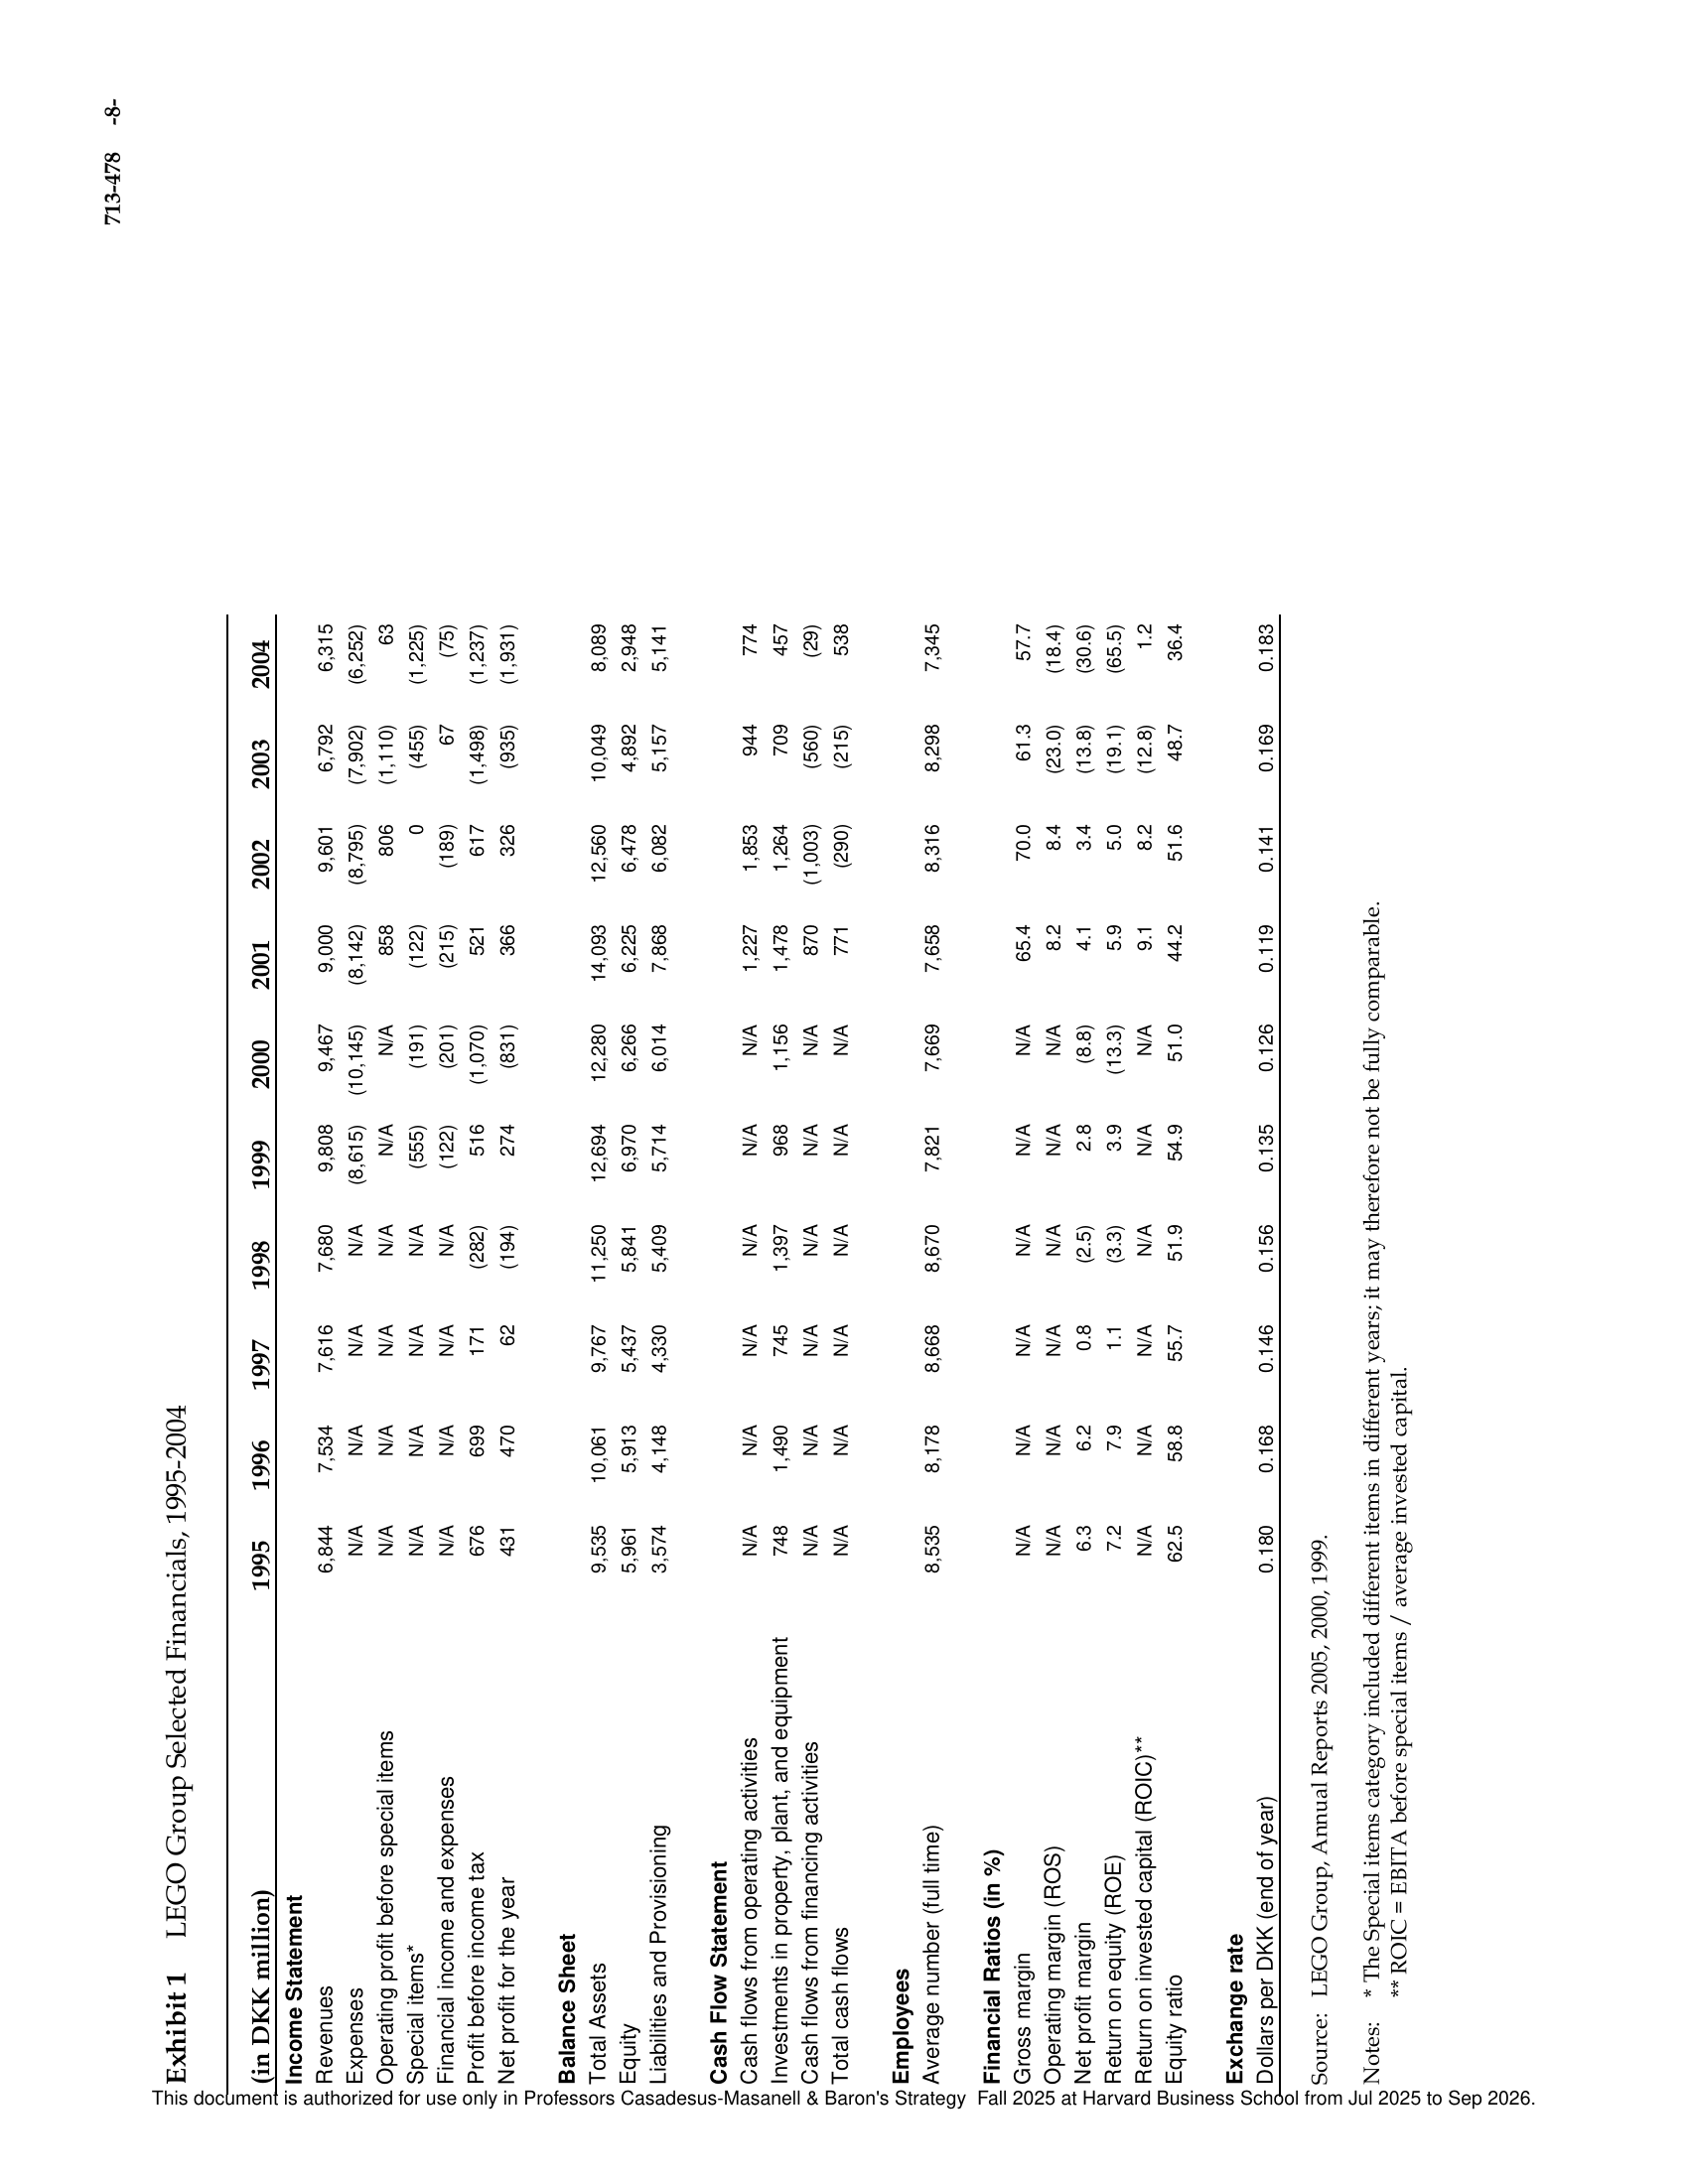 713-478 -8-
Exhibit 1 LEGO Group Selected Financials, 1995-2004
(in DKK million) 1995 1996 1997 1998 1999 2000 2001 2002 2003 2004
Income Statement
Revenues 6,844 7,534 7,616 7,680 9,808 9,467 9,000 9,601 6,792 6,315
Expenses N/A N/A N/A N/A (8,615) (10,145) (8,142) (8,795) (7,902) (6,252)
Operating profit before special items N/A N/A N/A N/A N/A N/A 858 806 (1,110) 63
Special items* N/A N/A N/A N/A (555) (191) (122) 0 (455) (1,225)
Financial income and expenses N/A N/A N/A N/A (122) (201) (215) (189) 67 (75)
Profit before income tax 676 699 171 (282) 516 (1,070) 521 617 (1,498) (1,237)
Net profit for the year 431 470 62 (194) 274 (831) 366 326 (935) (1,931)
Balance Sheet
Total Assets 9,535 10,061 9,767 11,250 12,694 12,280 14,093 12,560 10,049 8,089
Equity 5,961 5,913 5,437 5,841 6,970 6,266 6,225 6,478 4,892 2,948
Liabilities and Provisioning 3,574 4,148 4,330 5,409 5,714 6,014 7,868 6,082 5,157 5,141
Cash Flow Statement
Cash flows from operating activities N/A N/A N/A N/A N/A N/A 1,227 1,853 944 774
Investments in property, plant, and equipment 748 1,490 745 1,397 968 1,156 1,478 1,264 709 457
Cash flows from financing activities N/A N/A N/A N/A N/A N/A 870 (1,003) (560) (29)
Total cash flows N/A N/A N/A N/A N/A N/A 771 (290) (215) 538
Employees
Average number (full time) 8,535 8,178 8,668 8,670 7,821 7,669 7,658 8,316 8,298 7,345
Financial Ratios (in %)
Gross margin N/A N/A N/A N/A N/A N/A 65.4 70.0 61.3 57.7
Operating margin (ROS) N/A N/A N/A N/A N/A N/A 8.2 8.4 (23.0) (18.4)
Net profit margin 6.3 6.2 0.8 (2.5) 2.8 (8.8) 4.1 3.4 (13.8) (30.6)
Return on equity (ROE) 7.2 7.9 1.1 (3.3) 3.9 (13.3) 5.9 5.0 (19.1) (65.5)
Return on invested capital (ROIC)** N/A N/A N/A N/A N/A N/A 9.1 8.2 (12.8) 1.2
Equity ratio 62.5 58.8 55.7 51.9 54.9 51.0 44.2 51.6 48.7 36.4
Exchange rate
Dollars per DKK (end of year) 0.180 0.168 0.146 0.156 0.135 0.126 0.119 0.141 0.169 0.183
Source: LEGO Group, Annual Reports 2005, 2000, 1999.
Notes: * The Special items category included different items in different years; it may therefore not be fully comparable.
** ROIC = EBITA before special items / average invested capital.
This document is authorized for use only in Professors Casadesus-Masanell & Baron's Strategy Fall 2025 at Harvard Business School from Jul 2025 to Sep 2026.